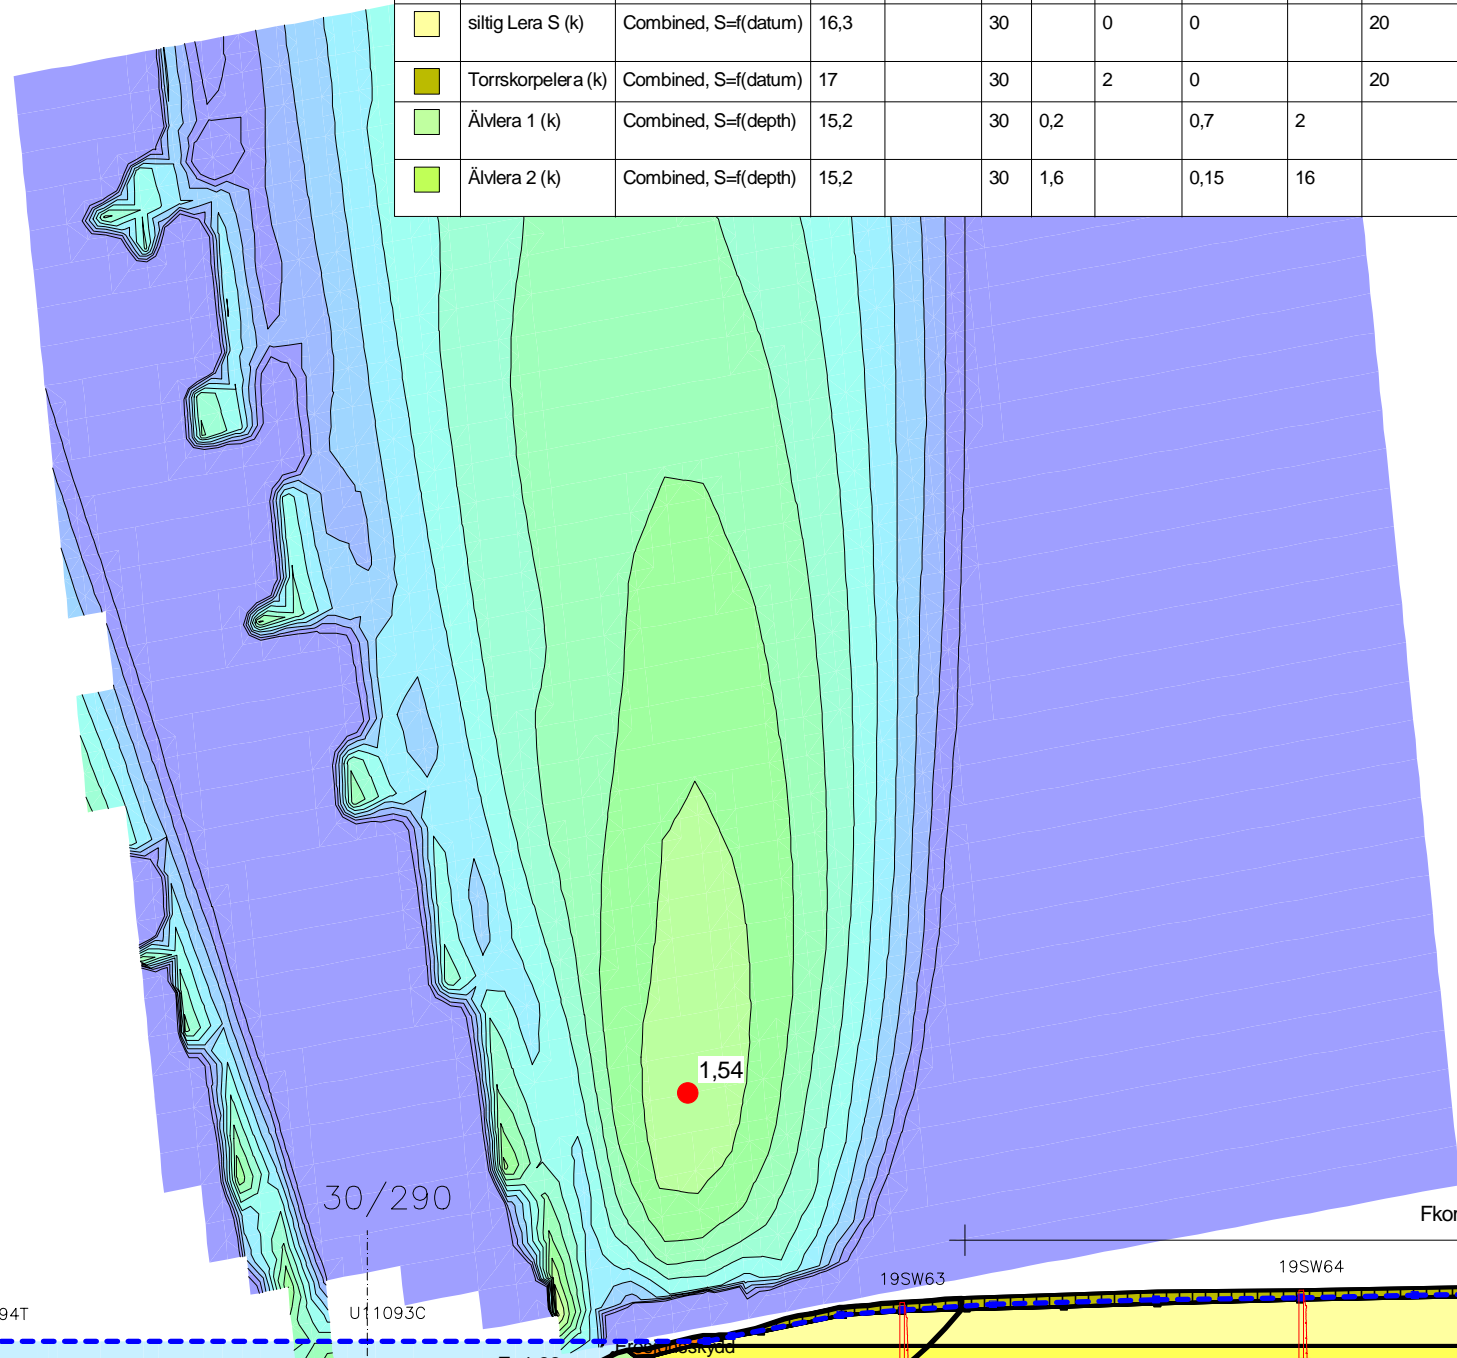 siltig Lera S (k) Combined, S=f(datum) 16,3 30 0 0 20
Torrskorpelera (k) Combined, S=f(datum) 17 30 2 0 20
Älvlera 1 (k) Combined, S=f(depth) 15,2 30 0,2 0,7 2
Älvlera 2 (k) Combined, S=f(depth) 15,2 30 1,6 0,15 16
1,54
30/290
Fkor
19SW63
19SW64
94T
U11093C
Erosionsskydd